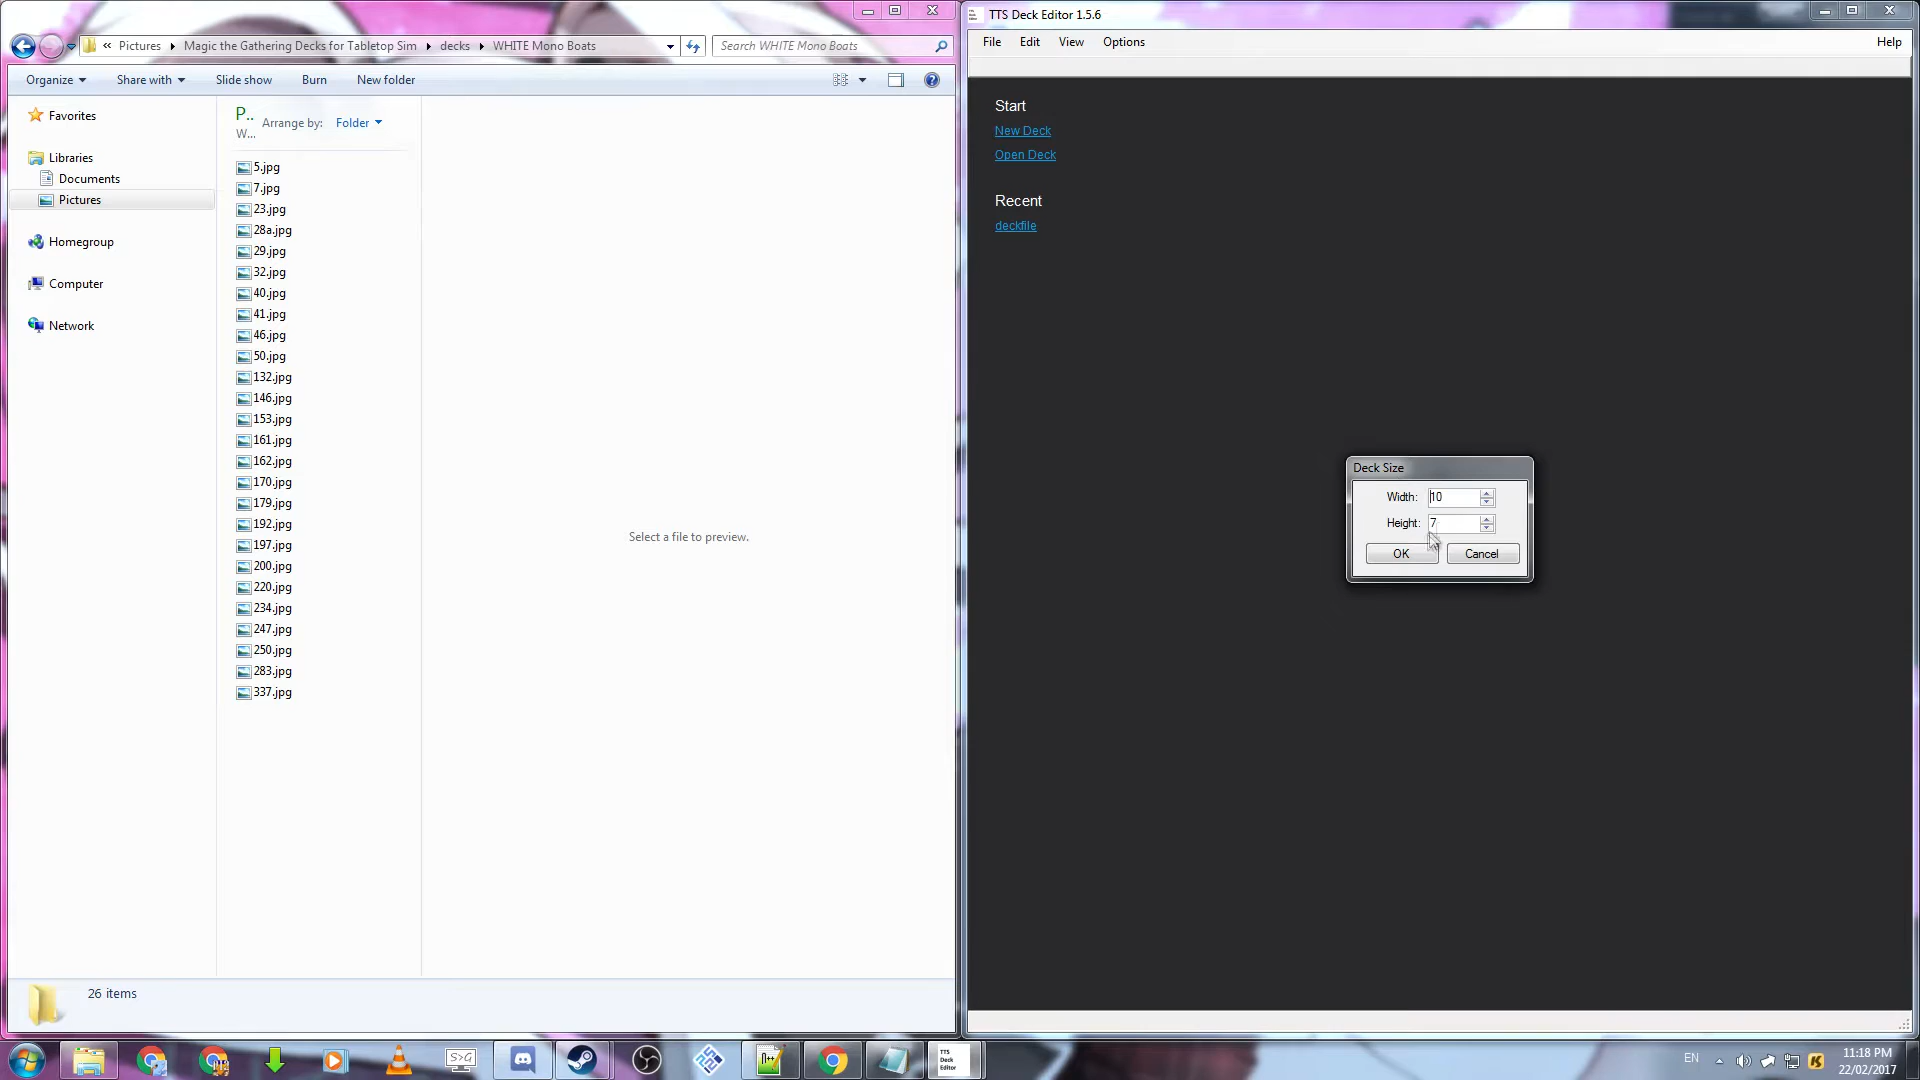 « Pictures Magic the Gathering Decks for Tabletop Sim decks WHITE Mono Boats
Search WHITE Mono Boats
Organize Share with Slide show Burn New folder
Favorites
Libraries
Documents
Pictures
Homegroup
Computer
Network
P...
W...
Arrange by: Folder
5.jpg
7.jpg
23.jpg
28a.jpg
29.jpg
32.jpg
40.jpg
41.jpg
46.jpg
50.jpg
132.jpg
146.jpg
153.jpg
161.jpg
162.jpg
170.jpg
179.jpg
192.jpg
197.jpg
200.jpg
220.jpg
234.jpg
247.jpg
250.jpg
283.jpg
337.jpg
Select a file to preview.
26 items
TTS Deck Editor 1.5.6
File Edit View Options Help
Start
New Deck
Open Deck
Recent
deckfile
Deck Size
Width: 10
Height: 7
OK Cancel
S>G
TTS
Deck
Editor
EN
11:18 PM
22/02/2017